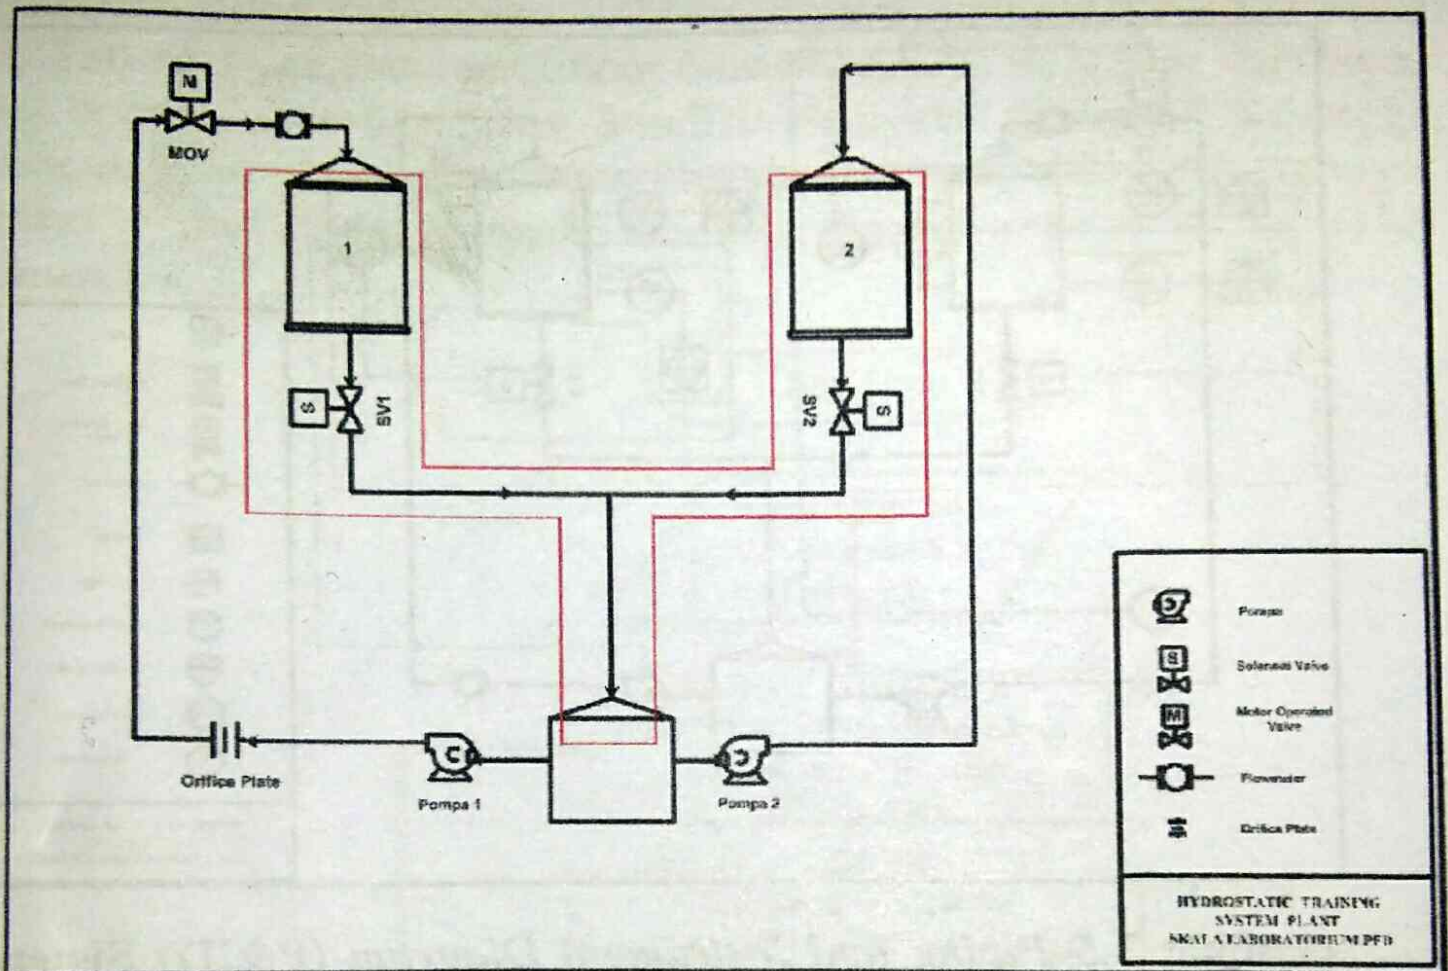 M
MOV
1
2
S
SV1
SV2
S
Orifice Plate
Pompa 1
Pompa 2
Pompa
S
Solenoid Valve
M
Motor Operated
Valve
Flowmeter
Orifice Plate
HYDROSTATIC TRAINING
SYSTEM PLANT
SKALA LABORATORIUM PFD